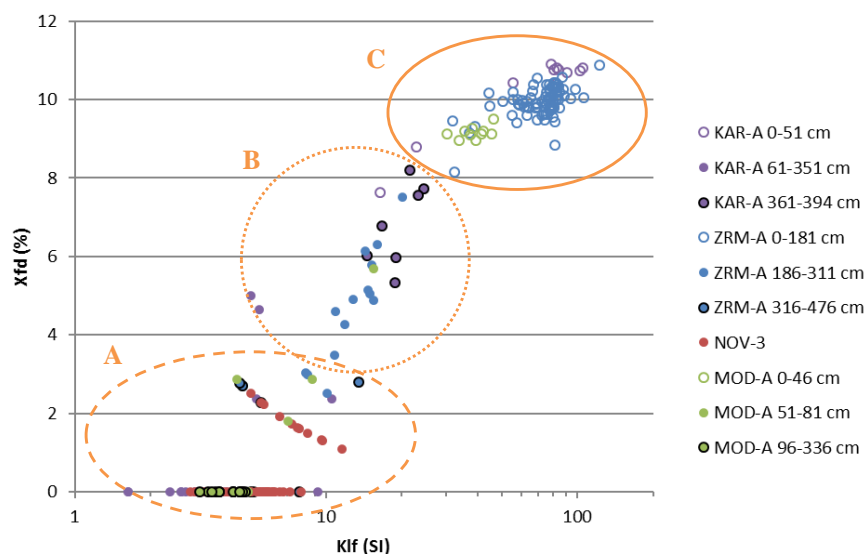 12
10
8
6
4
2
0
Xfd (%)
1
10
100
Klf (SI)
A
B
C
KAR-A 0-51 cm
KAR-A 61-351 cm
KAR-A 361-394 cm
ZRM-A 0-181 cm
ZRM-A 186-311 cm
ZRM-A 316-476 cm
NOV-3
MOD-A 0-46 cm
MOD-A 51-81 cm
MOD-A 96-336 cm